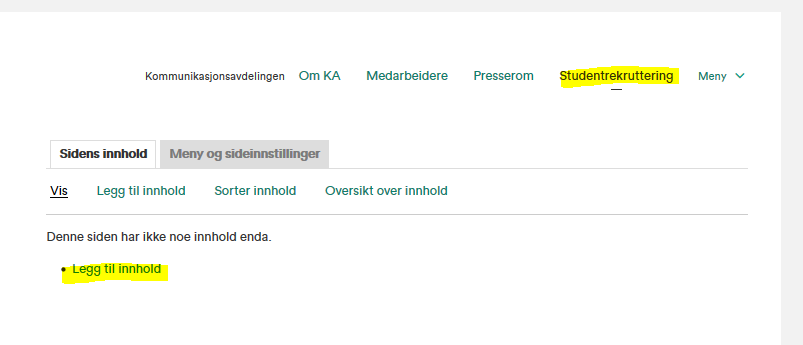 Kommunikasjonsavdelingen Om KA Medarbeidere Presserom Studentrekruttering Meny
Sidens innhold Meny og sideinnstillinger
Vis Legg til innhold Sorter innhold Oversikt over innhold
Denne siden har ikke noe innhold enda.
• Legg til innhold